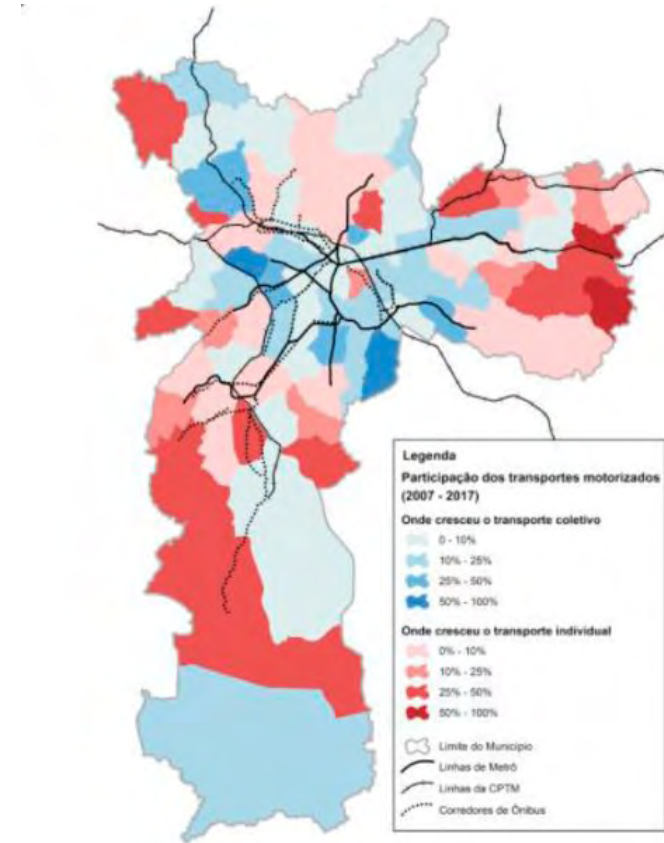 Legenda
Participação dos transportes motorizados
(2007 - 2017)
Onde cresceu o transporte coletivo
0 - 10%
10% - 25%
25% - 50%
50% - 100%
Onde cresceu o transporte individual
0% - 10%
10% - 25%
25% - 50%
50% - 100%
Limite do Município
Linhas de Metrô
Linhas da CPTM
Corredores de Ônibus